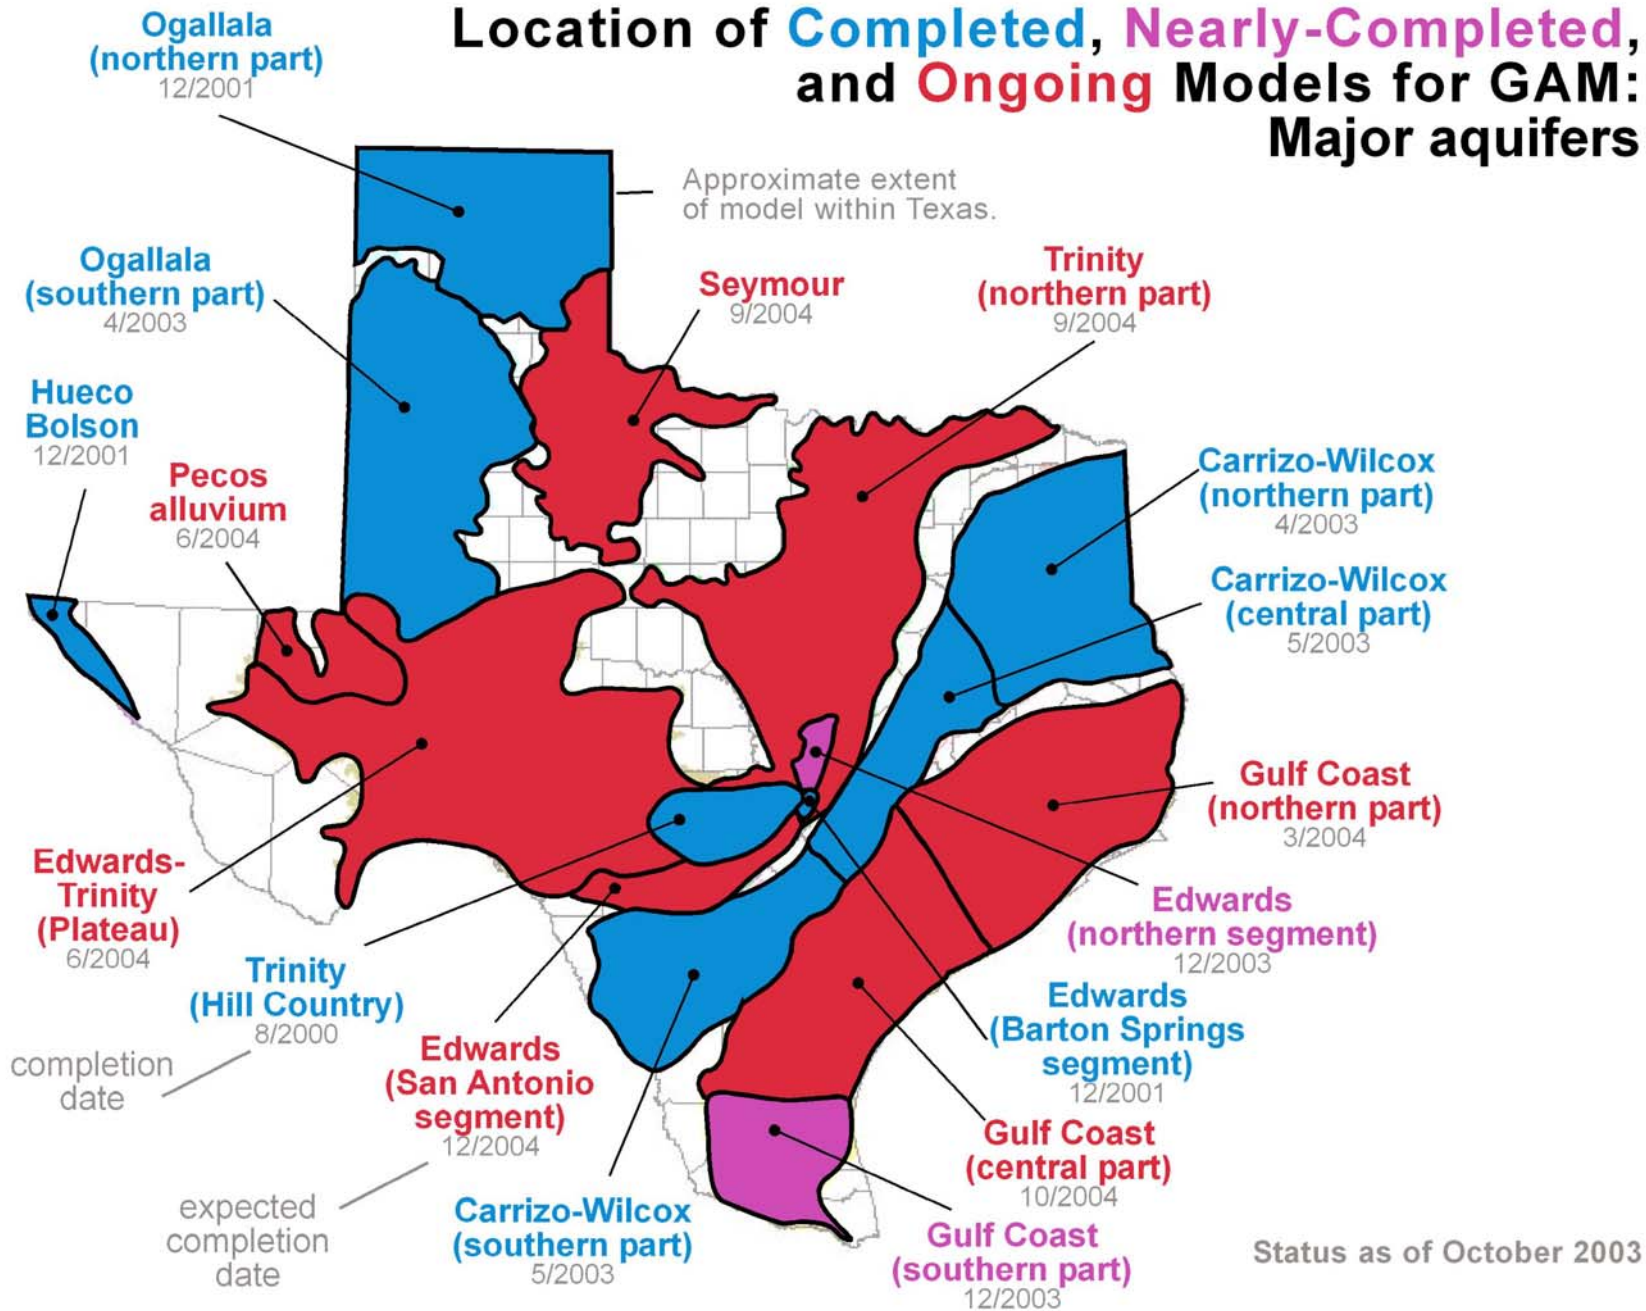 Location of Completed, Nearly-Completed,
and Ongoing Models for GAM:
Major aquifers
Ogallala
(northern part)
12/2001
Approximate extent
of model within Texas.
Ogallala
(southern part)
4/2003
Seymour
9/2004
Trinity
(northern part)
9/2004
Hueco
Bolson
12/2001
Pecos
alluvium
6/2004
Carrizo-Wilcox
(northern part)
4/2003
Carrizo-Wilcox
(central part)
5/2003
Gulf Coast
(northern part)
3/2004
Edwards-
Trinity
(Plateau)
6/2004
Edwards
(northern segment)
12/2003
Trinity
(Hill Country)
8/2000
Edwards
(Barton Springs
segment)
12/2001
completion
date
Edwards
(San Antonio
segment)
12/2004
Gulf Coast
(central part)
10/2004
expected
completion
date
Carrizo-Wilcox
(southern part)
5/2003
Gulf Coast
(southern part)
12/2003
Status as of October 2003